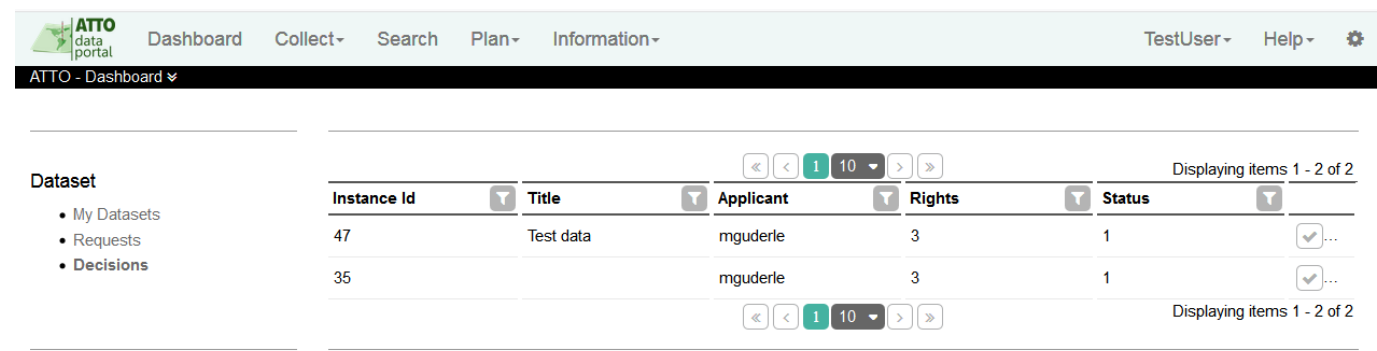 ATTO
data
portal
Dashboard Collect Search Plan Information TestUser Help
ATTO - Dashboard
Dataset
• My Datasets
• Requests
• Decisions
« < 1 10 > »
Displaying items 1 - 2 of 2
Instance Id Title Applicant Rights Status
47 Test data mguderle 3 1 ...
35 mguderle 3 1 ...
« < 1 10 > »
Displaying items 1 - 2 of 2